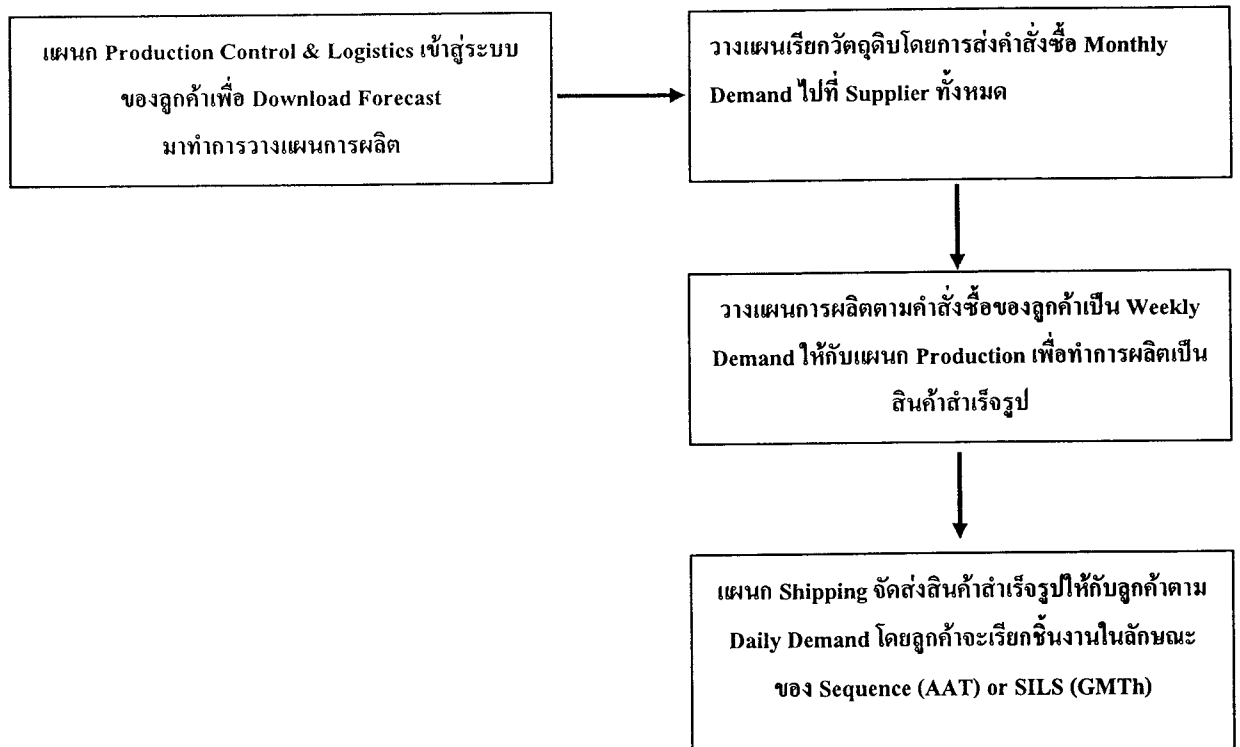 แผนก Production Control & Logistics เข้าสู่ระบบ
ของลูกค้าเพื่อ Download Forecast
มาทำการวางแผนการผลิต
วางแผนเรียกวัตถุดิบโดยการส่งคำสั่งซื้อ Monthly
Demand ไปที่ Supplier ทั้งหมด
วางแผนการผลิตตามคำสั่งซื้อของลูกค้าเป็น Weekly
Demand ให้กับแผนก Production เพื่อทำการผลิตเป็น
สินค้าสำเร็จรูป
แผนก Shipping จัดส่งสินค้าสำเร็จรูปให้กับลูกค้าตาม
Daily Demand โดยลูกค้าจะเรียกชิ้นงานในลักษณะ
ของ Sequence (AAT) or SILS (GMTh)